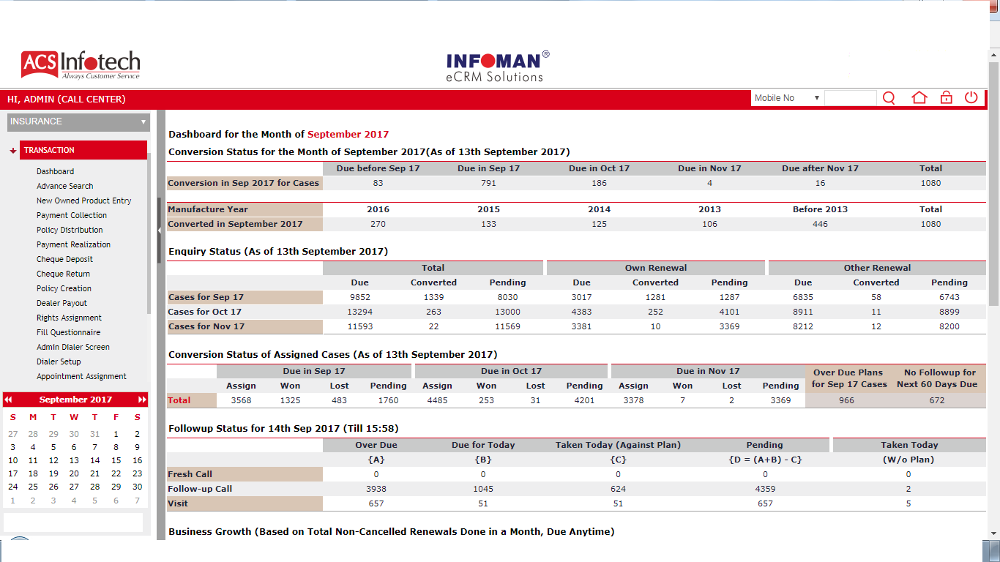 ACS Infotech
Always Customer Service
INFOMAN®
eCRM Solutions
HI, ADMIN (CALL CENTER)
Mobile No
INSURANCE
TRANSACTION
Dashboard
Advance Search
New Owned Product Entry
Payment Collection
Policy Distribution
Payment Realization
Cheque Deposit
Cheque Return
Policy Creation
Dealer Payout
Rights Assignment
Fill Questionnaire
Admin Dialer Screen
Dialer Setup
Appointment Assignment
September 2017
S M T W T F S
27 28 29 30 31 1 2
3 4 5 6 7 8 9
10 11 12 13 14 15 16
17 18 19 20 21 22 23
24 25 26 27 28 29 30
1 2 3 4 5 6 7
Dashboard for the Month of September 2017
Conversion Status for the Month of September 2017(As of 13th September 2017)
Due before Sep 17 Due in Sep 17 Due in Oct 17 Due in Nov 17 Due after Nov 17 Total
Conversion in Sep 2017 for Cases 83 791 186 4 16 1080
Manufacture Year 2016 2015 2014 2013 Before 2013 Total
Converted in September 2017 270 133 125 106 446 1080
Enquiry Status (As of 13th September 2017)
Total Own Renewal Other Renewal
Due Converted Pending Due Converted Pending Due Converted Pending
Cases for Sep 17 9852 1339 8030 3017 1281 1287 6835 58 6743
Cases for Oct 17 13294 263 13000 4383 252 4101 8911 11 8899
Cases for Nov 17 11593 22 11569 3381 10 3369 8212 12 8200
Conversion Status of Assigned Cases (As of 13th September 2017)
Due in Sep 17 Due in Oct 17 Due in Nov 17 Over Due Plans No Followup for
Assign Won Lost Pending Assign Won Lost Pending Assign Won Lost Pending for Sep 17 Cases Next 60 Days Due
Total 3568 1325 483 1760 4485 253 31 4201 3378 7 2 3369 966 672
Followup Status for 14th Sep 2017 (Till 15:58)
Over Due Due for Today Taken Today (Against Plan) Pending Taken Today
{A} {B} {C} {D = (A+B) - C} (W/o Plan)
Fresh Call 0 0 0 0 0
Follow-up Call 3938 1045 624 4359 2
Visit 657 51 51 657 5
Business Growth (Based on Total Non-Cancelled Renewals Done in a Month, Due Anytime)